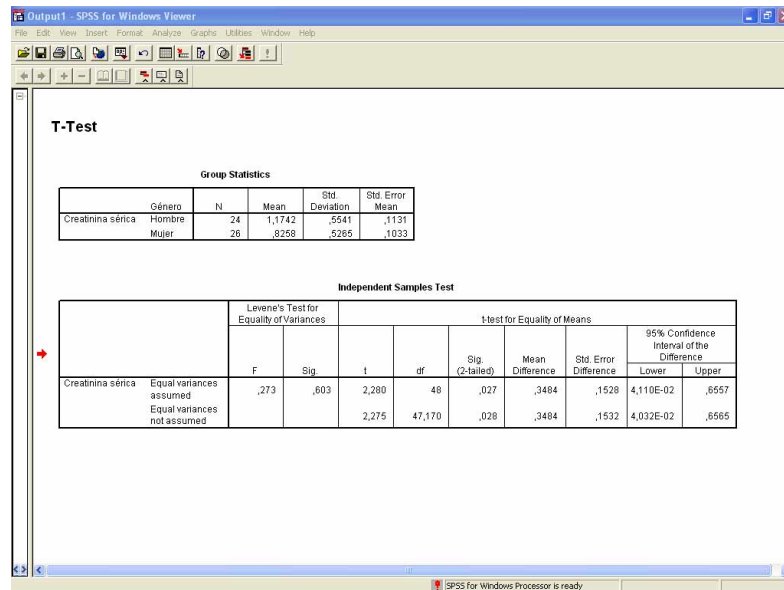 Output1 - SPSS for Windows Viewer
File Edit View Insert Format Analyze Graphs Utilities Window Help
T-Test
Group Statistics
Género N Mean Std. Deviation Std. Error Mean
Creatinina sérica Hombre 24 1,1742 ,5541 ,1131
Mujer 26 ,8258 ,5265 ,1033
Independent Samples Test
Levene's Test for Equality of Variances t-test for Equality of Means
95% Confidence Interval of the Difference
F Sig. t df Sig. (2-tailed) Mean Difference Std. Error Difference Lower Upper
Creatinina sérica Equal variances assumed ,273 ,603 2,280 48 ,027 ,3484 ,1528 4,110E-02 ,6557
Equal variances not assumed 2,275 47,170 ,028 ,3484 ,1532 4,032E-02 ,6565
SPSS for Windows Processor is ready